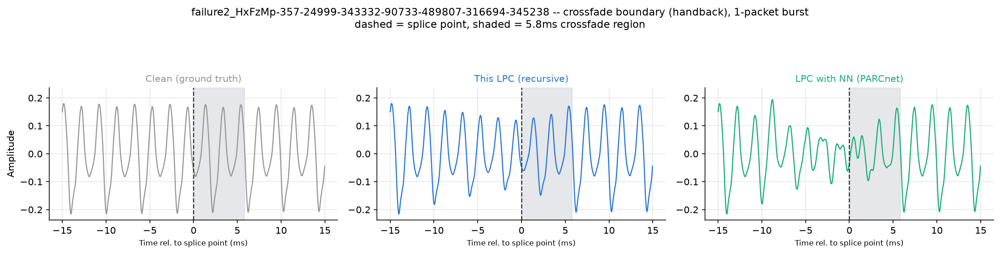 failure2_HxFzMp-357-24999-343332-90733-489807-316694-345238 -- crossfade boundary (handback), 1-packet burst
dashed = splice point, shaded = 5.8ms crossfade region
Clean (ground truth)
This LPC (recursive)
LPC with NN (PARCnet)
Amplitude
0.2
0.1
0.0
−0.1
−0.2
−15 −10 −5 0 5 10 15
Time rel. to splice point (ms)
0.2
0.1
0.0
−0.1
−0.2
−15 −10 −5 0 5 10 15
Time rel. to splice point (ms)
0.2
0.1
0.0
−0.1
−0.2
−15 −10 −5 0 5 10 15
Time rel. to splice point (ms)